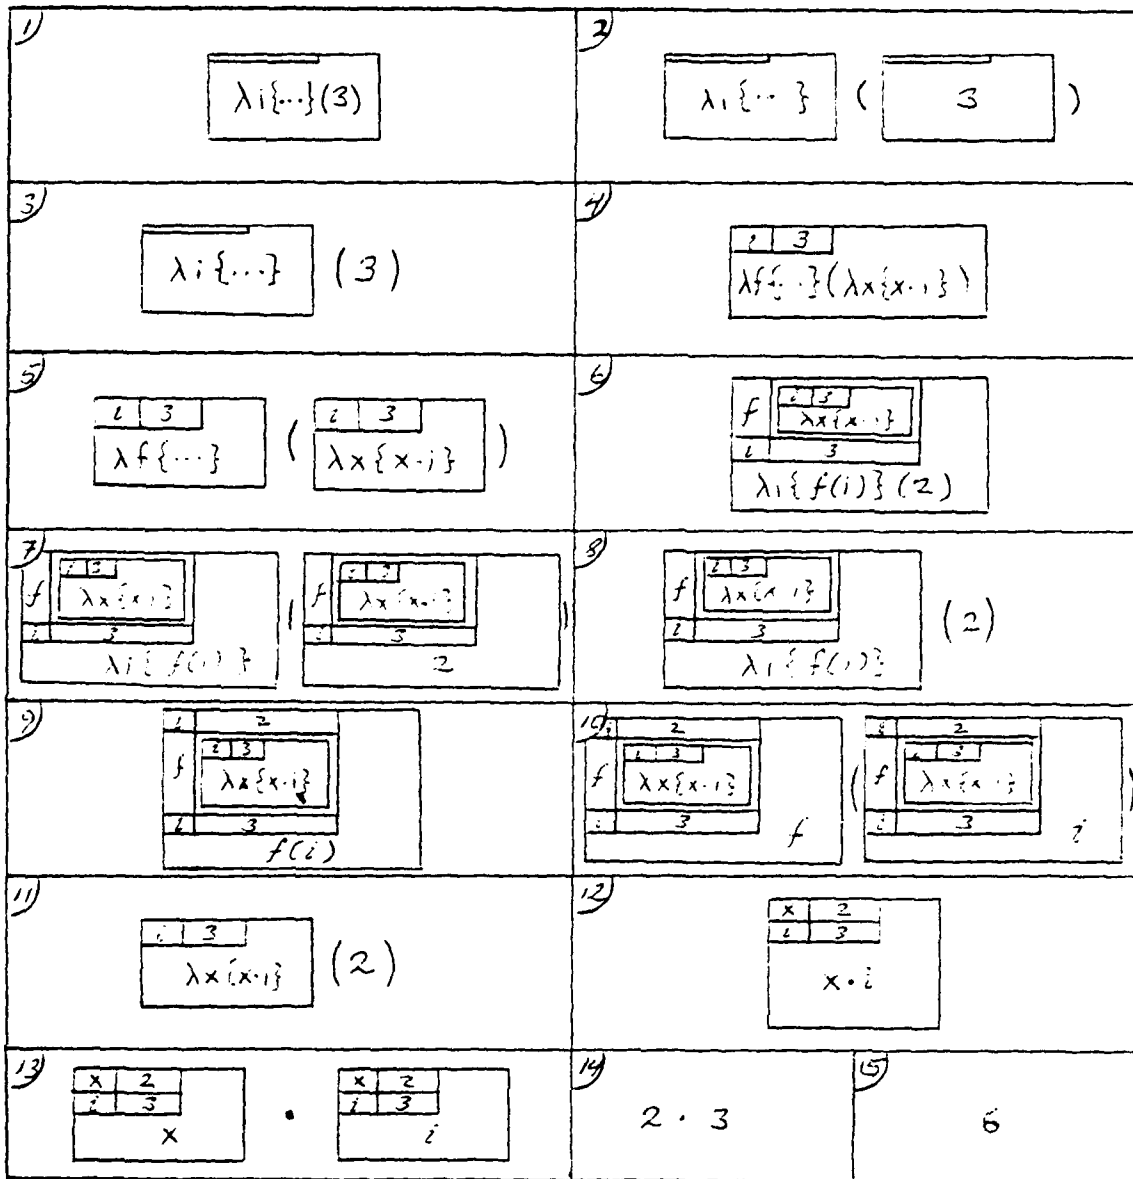 1
λi{...}(3)
2
λi{...} ( 3 )
3
λi{...} (3)
4
i 3
λf{...}(λx{x·i})
5
i 3 i 3
λf{...} ( λx{x·i} )
6
i 3
f λx{x·i}
i 3
λi{f(i)}(2)
7
i 3 i 3
f λx{x·i} ( f λx{x·i} )
i 3 i 3
λi{f(i)} 2
8
i 3
f λx{x·i}
i 3 (2)
λi{f(i)}
9
i 2
i 3
f λx{x·i}
i 3
f(i)
10
i 2 i 2
i 3 i 3
f λx{x·i} ( f λx{x·i} )
i 3 i 3
f i
11
i 3
λx{x·i} (2)
12
x 2
i 3
x·i
13
x 2 x 2
i 3 · i 3
x i
14
2 · 3
15
6